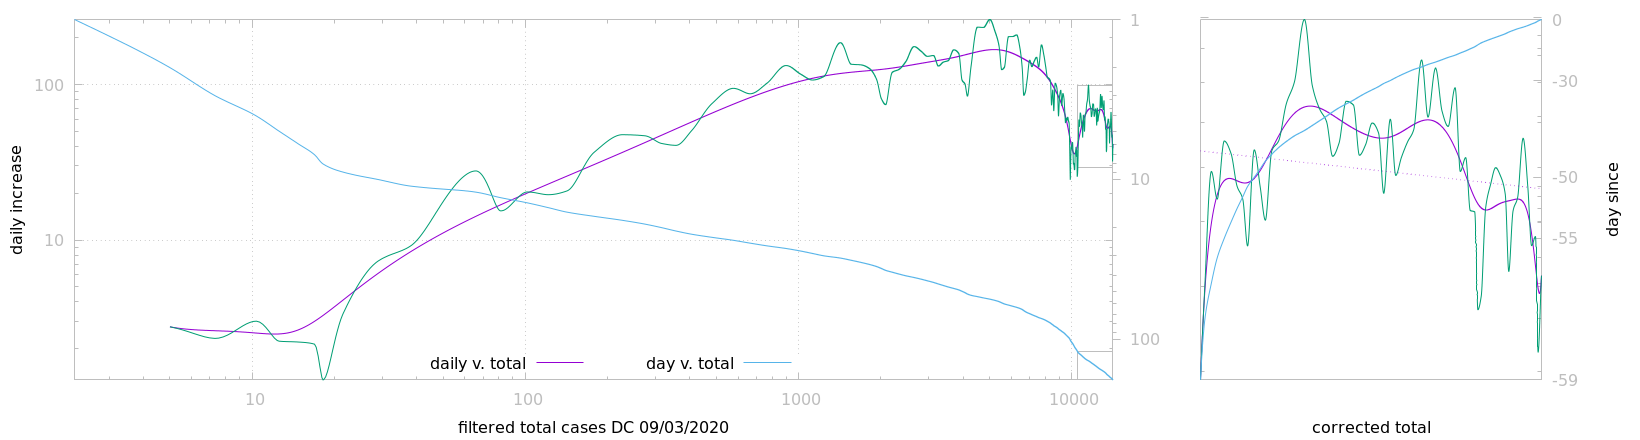 daily increase
100
10
10
100
1000
10000
1
10
100
daily v. total
day v. total
filtered total cases DC 09/03/2020
0
-30
-50
-55
-59
day since
corrected total